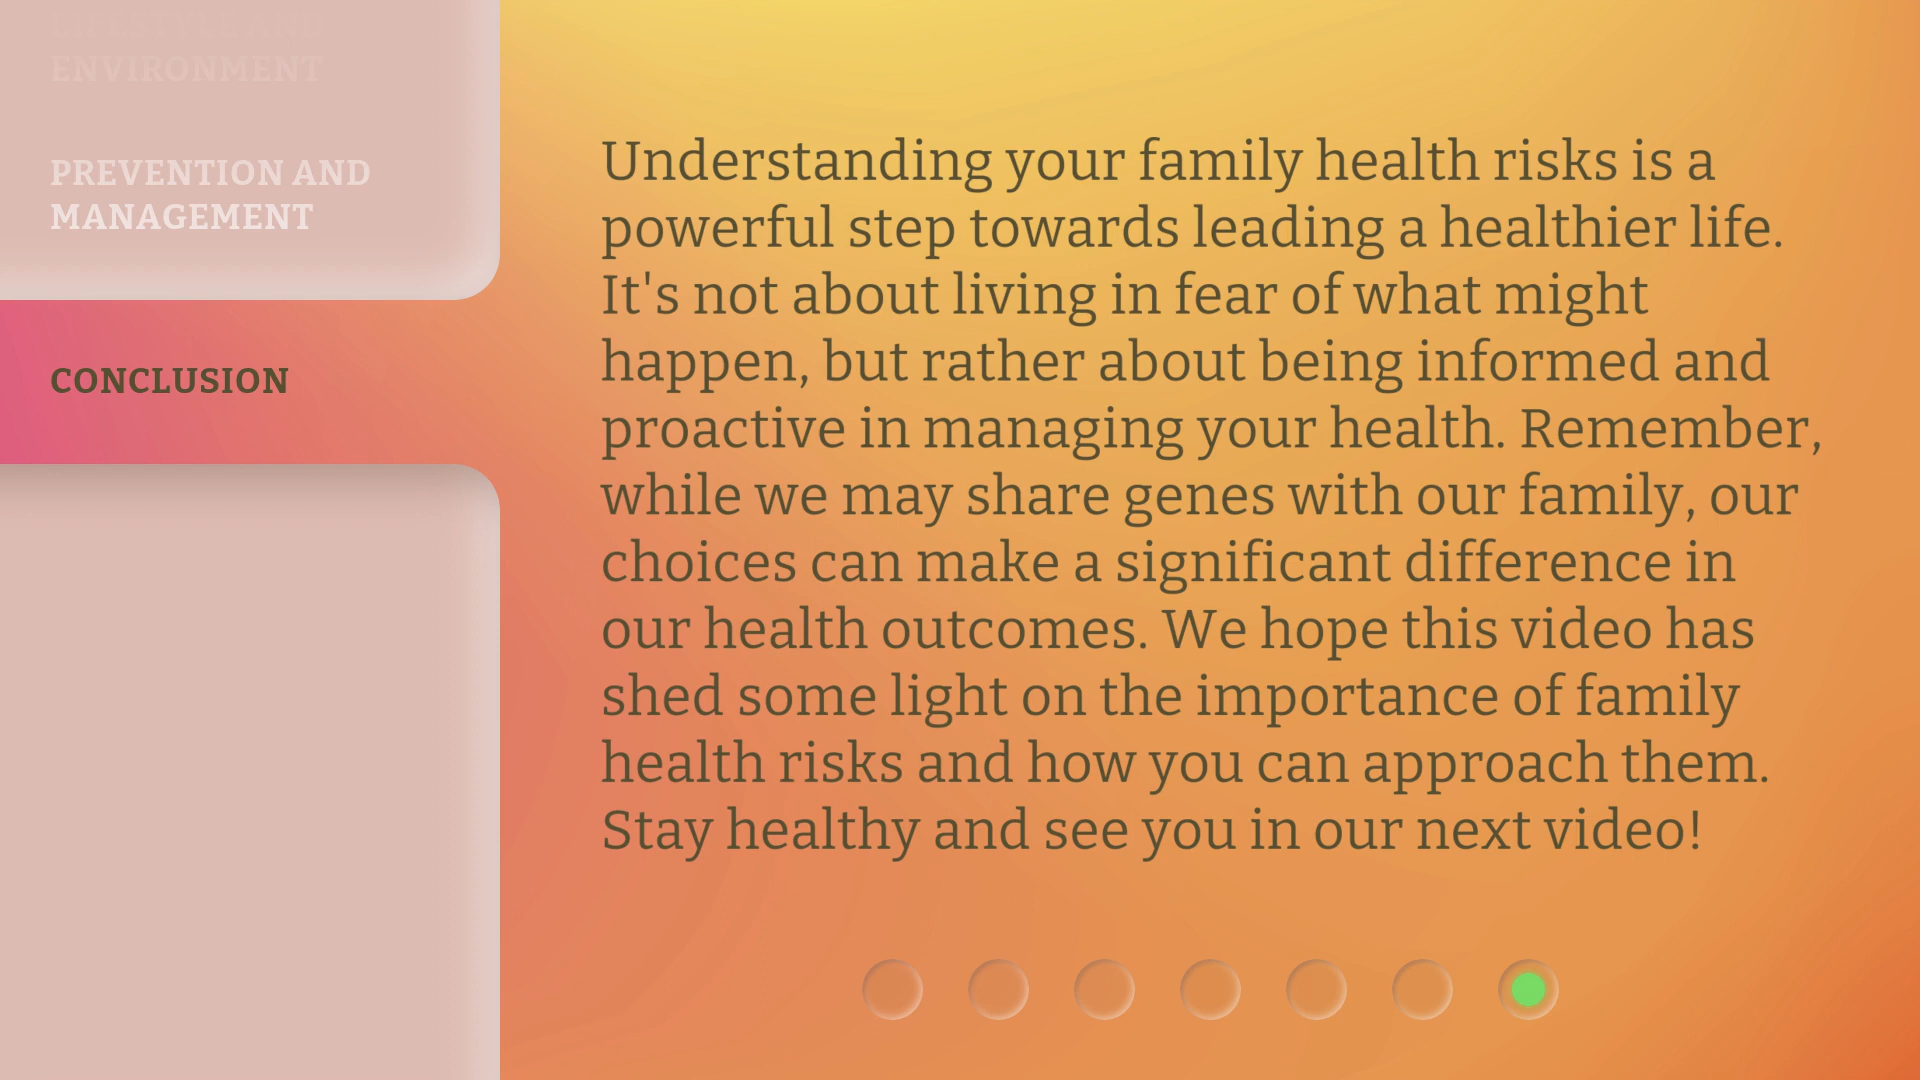 LIFESTYLE AND
ENVIRONMENT
PREVENTION AND
MANAGEMENT
CONCLUSION
Understanding your family health risks is a
powerful step towards leading a healthier life.
It's not about living in fear of what might
happen, but rather about being informed and
proactive in managing your health. Remember,
while we may share genes with our family, our
choices can make a significant difference in
our health outcomes. We hope this video has
shed some light on the importance of family
health risks and how you can approach them.
Stay healthy and see you in our next video!